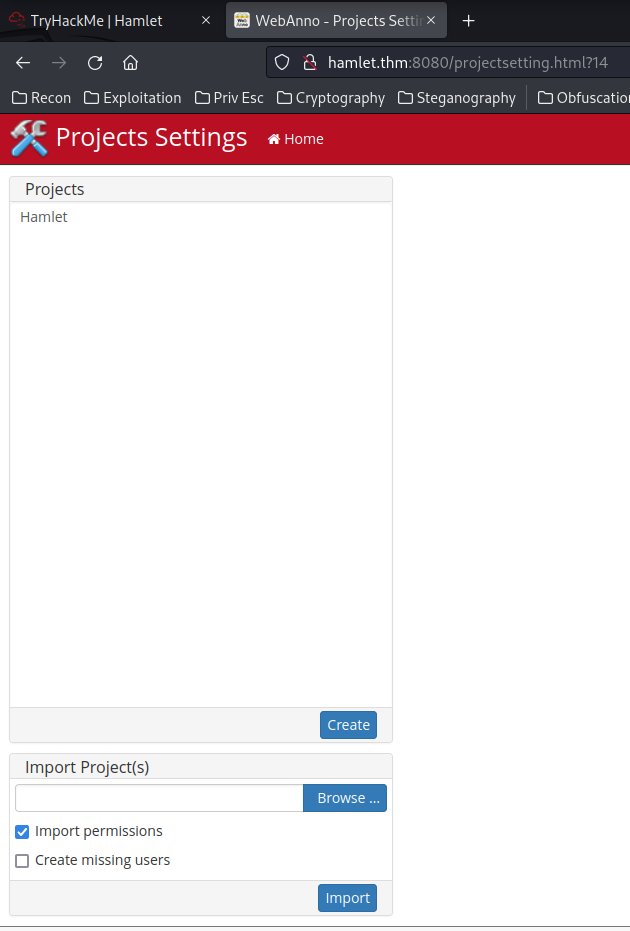 TryHackMe | Hamlet
WebAnno - Projects Setti
hamlet.thm:8080/projectsetting.html?14
Recon Exploitation Priv Esc Cryptography Steganography Obfuscatio
Projects Settings Home
Projects
Hamlet
Create
Import Project(s)
Browse ...
Import permissions
Create missing users
Import